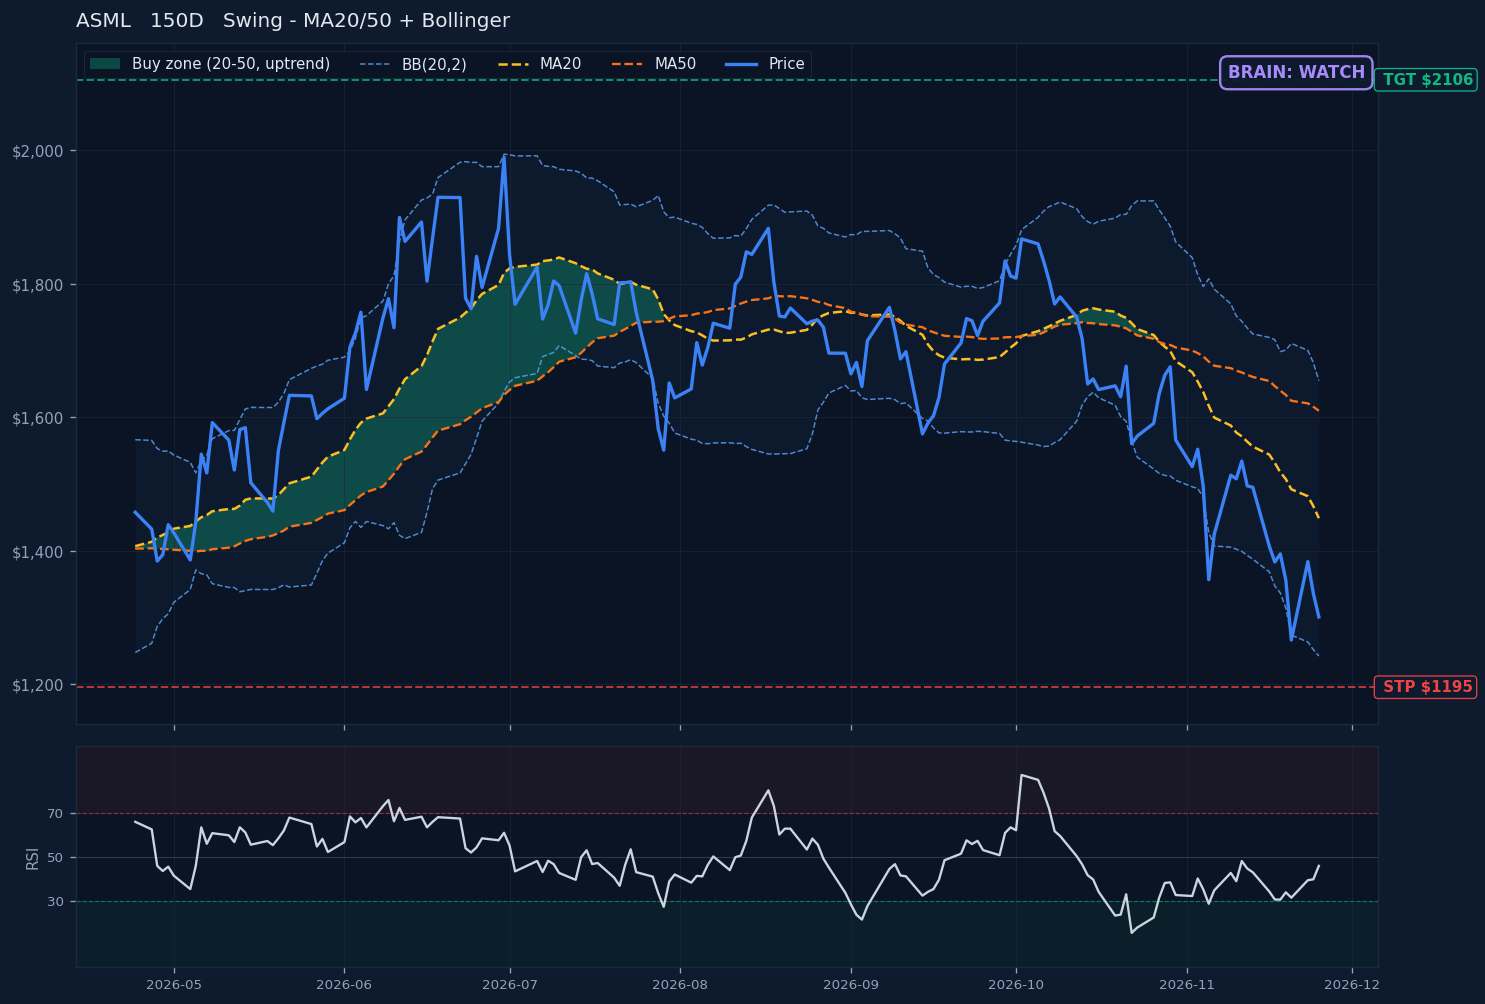 ASML   150D   Swing - MA20/50 + Bollinger
Buy zone (20-50, uptrend)   BB(20,2)   MA20   MA50   Price
BRAIN: WATCH
TGT $2106
$2,000
$1,800
$1,600
$1,400
$1,200
STP $1195
70
50
30
RSI
2026-05   2026-06   2026-07   2026-08   2026-09   2026-10   2026-11   2026-12